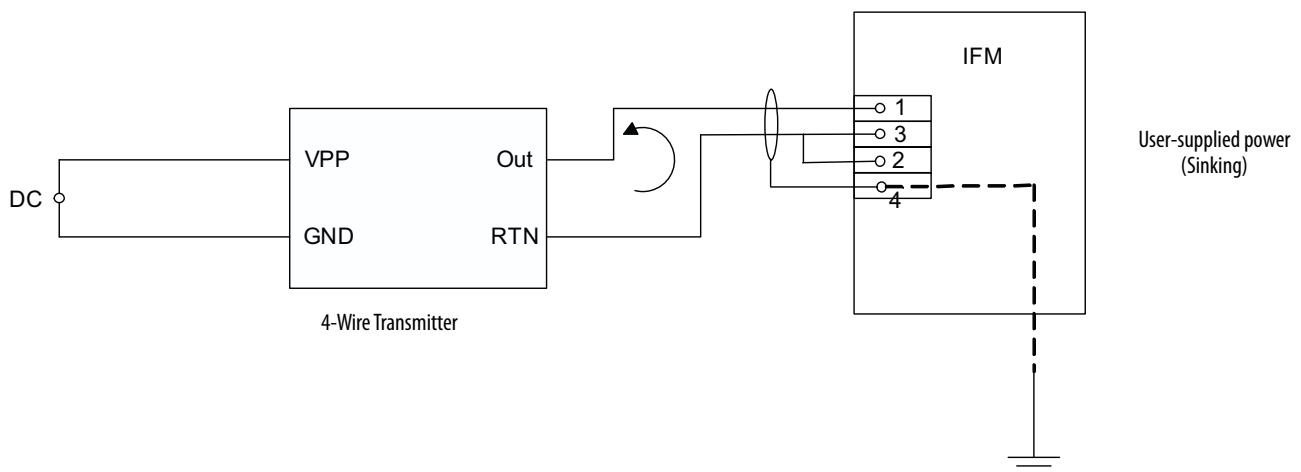 IFM
1
3
2
4
User-supplied power
(Sinking)
VPP
Out
DC
GND
RTN
4-Wire Transmitter